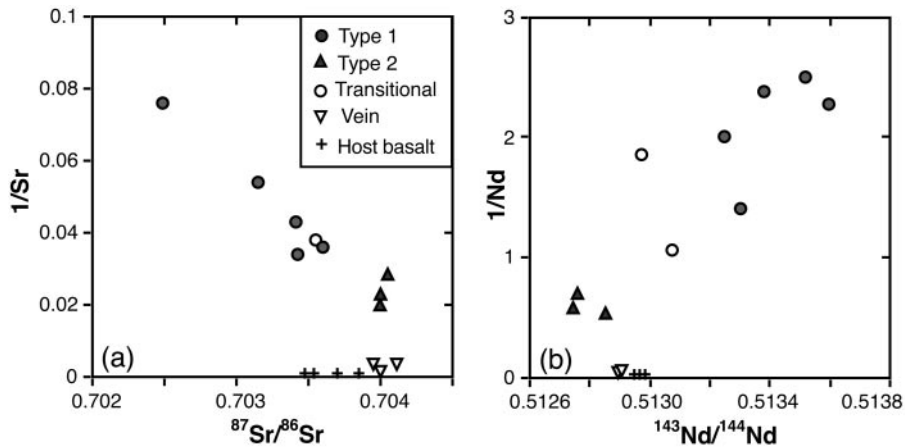 0.1
0.08
0.06
0.04
0.02
0
1/Sr
(a)
0.702
0.703
0.704
⁸⁷Sr/⁸⁶Sr
Type 1
Type 2
Transitional
Vein
Host basalt
3
2
1
0
1/Nd
(b)
0.5126
0.5130
0.5134
0.5138
¹⁴³Nd/¹⁴⁴Nd